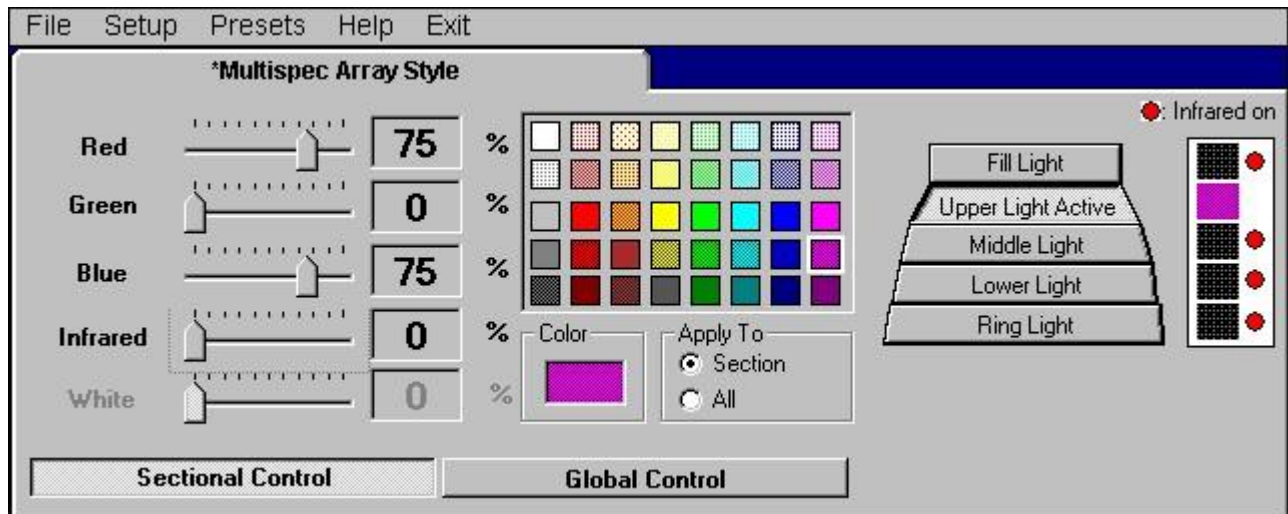 File Setup Presets Help Exit
*Multispec Array Style
Red 75 %
Green 0 %
Blue 75 %
Infrared 0 %
White 0 %
Color
Apply To
Section
All
: Infrared on
Fill Light
Upper Light Active
Middle Light
Lower Light
Ring Light
Sectional Control
Global Control